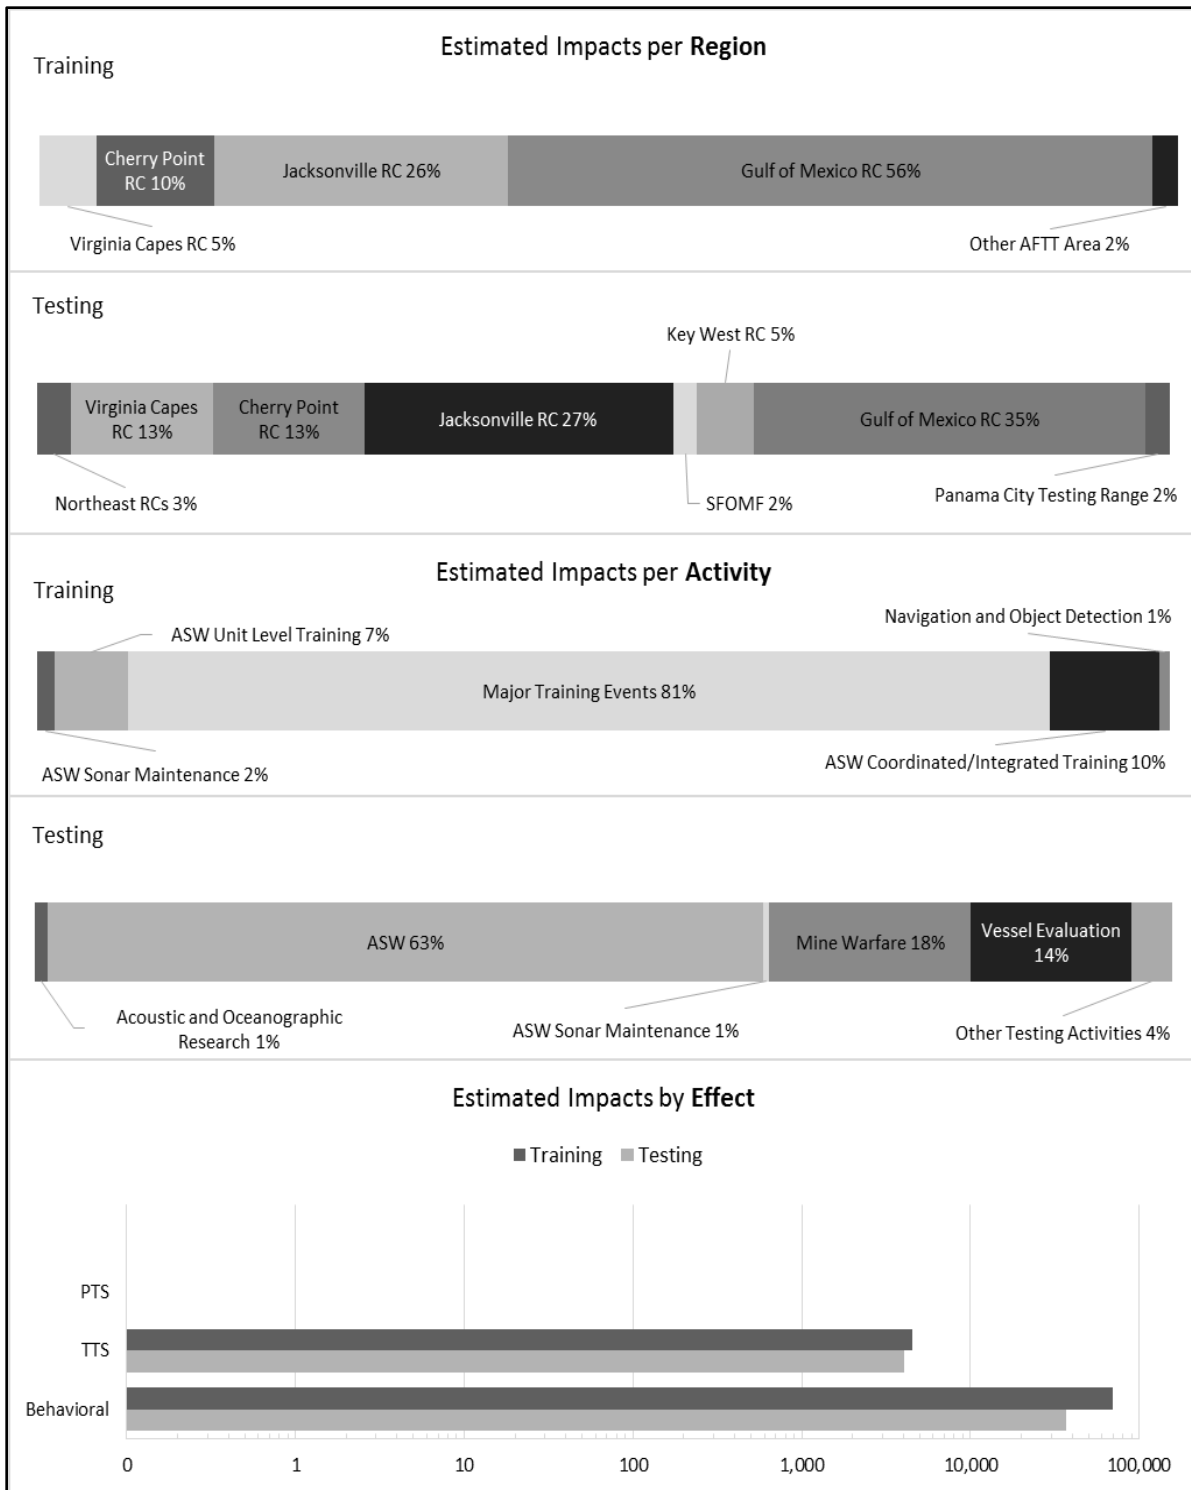 Estimated Impacts per Region
Training
Cherry Point
RC 10%
Jacksonville RC 26%
Gulf of Mexico RC 56%
Virginia Capes RC 5%
Other AFTT Area 2%
Testing
Key West RC 5%
Virginia Capes
RC 13%
Cherry Point
RC 13%
Jacksonville RC 27%
Gulf of Mexico RC 35%
Northeast RCs 3%
SFOMF 2%
Panama City Testing Range 2%
Estimated Impacts per Activity
Training
ASW Unit Level Training 7%
Navigation and Object Detection 1%
Major Training Events 81%
ASW Sonar Maintenance 2%
ASW Coordinated/Integrated Training 10%
Testing
ASW 63%
Mine Warfare 18%
Vessel Evaluation
14%
Acoustic and Oceanographic
Research 1%
ASW Sonar Maintenance 1%
Other Testing Activities 4%
Estimated Impacts by Effect
Training Testing
PTS
TTS
Behavioral
0 1 10 100 1,000 10,000 100,000